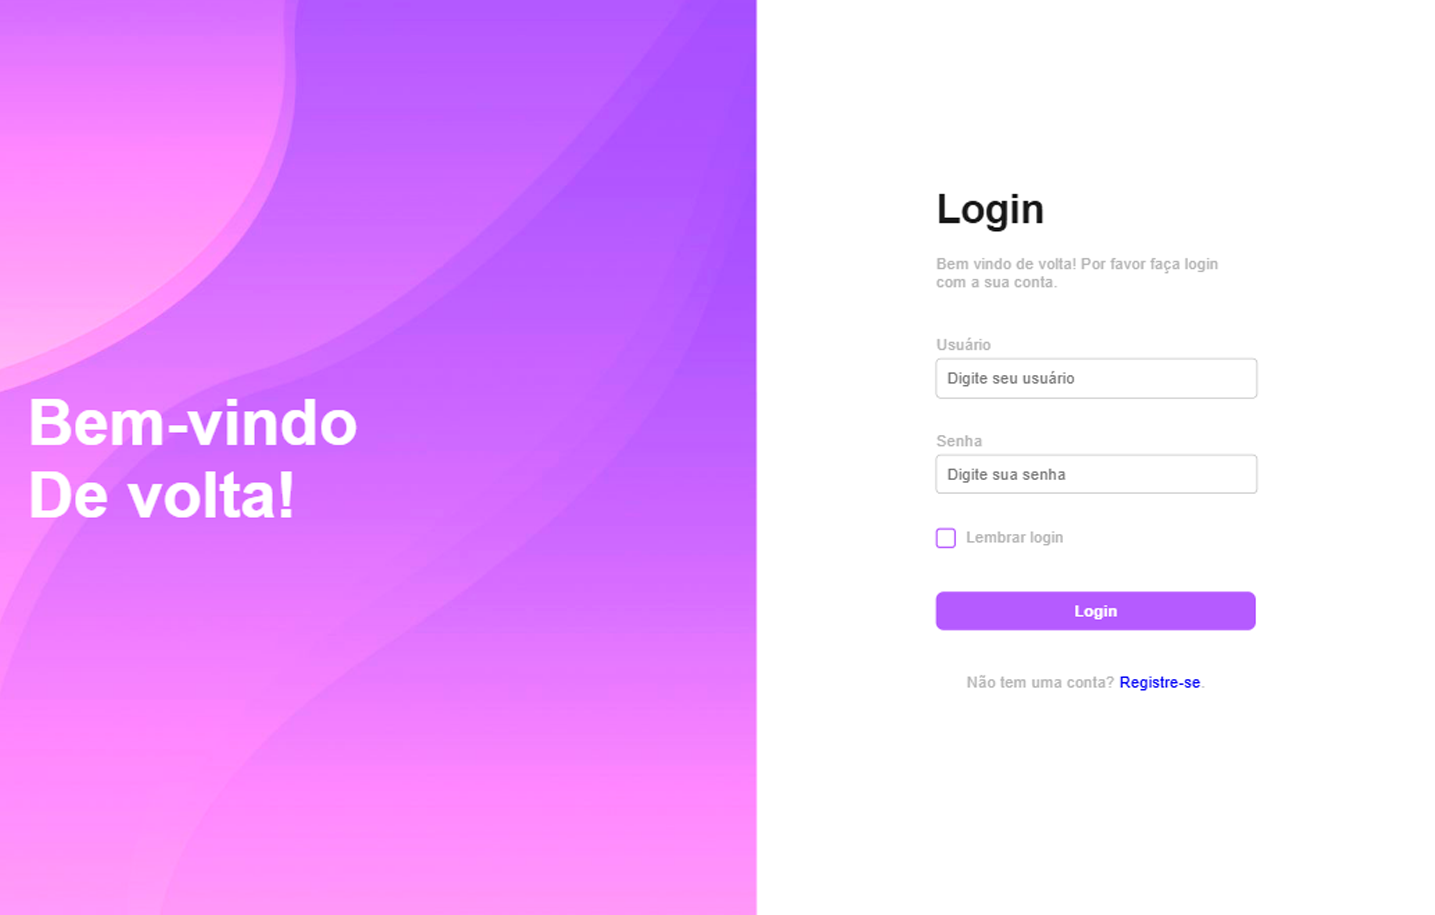 Bem-vindo
De volta!
Login
Bem vindo de volta! Por favor faça login
com a sua conta.
Usuário
Digite seu usuário
Senha
Digite sua senha
Lembrar login
Login
Não tem uma conta? Registre-se.